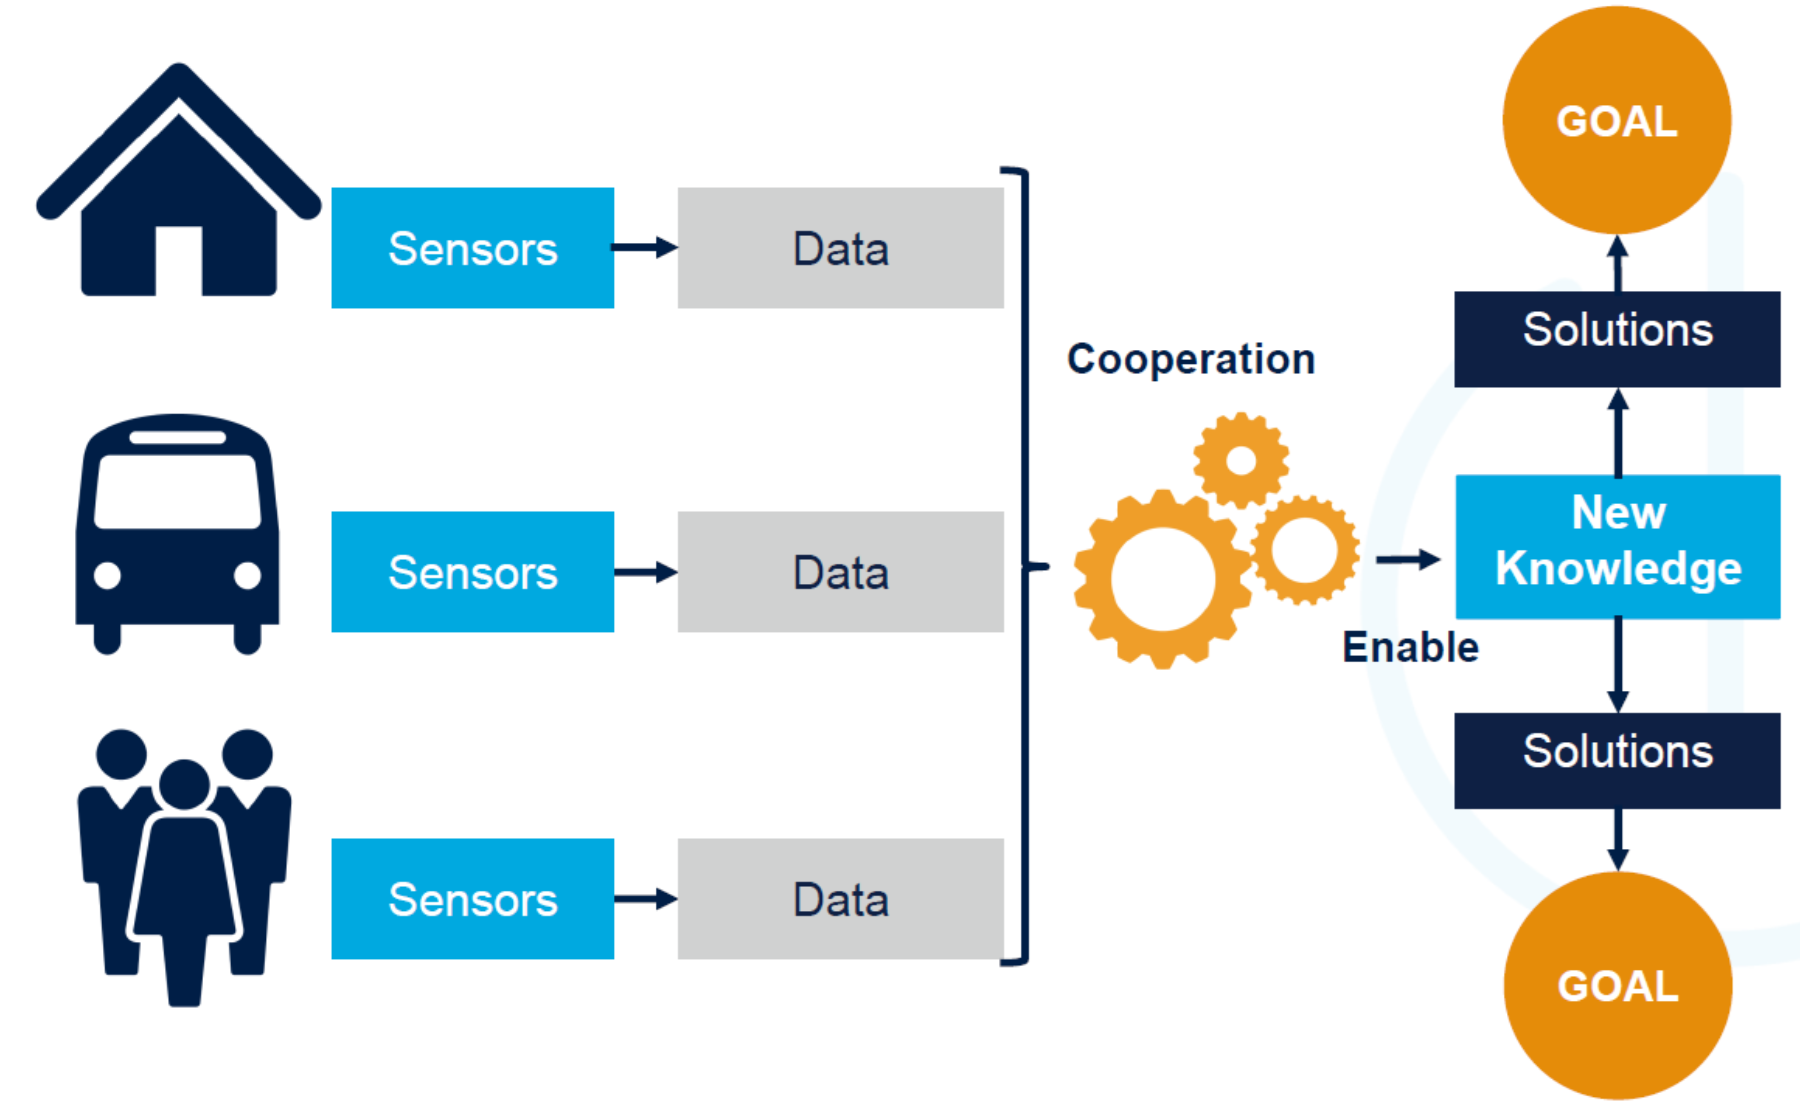 Sensors
Data
Sensors
Data
Sensors
Data
Cooperation
Enable
GOAL
Solutions
New
Knowledge
Solutions
GOAL